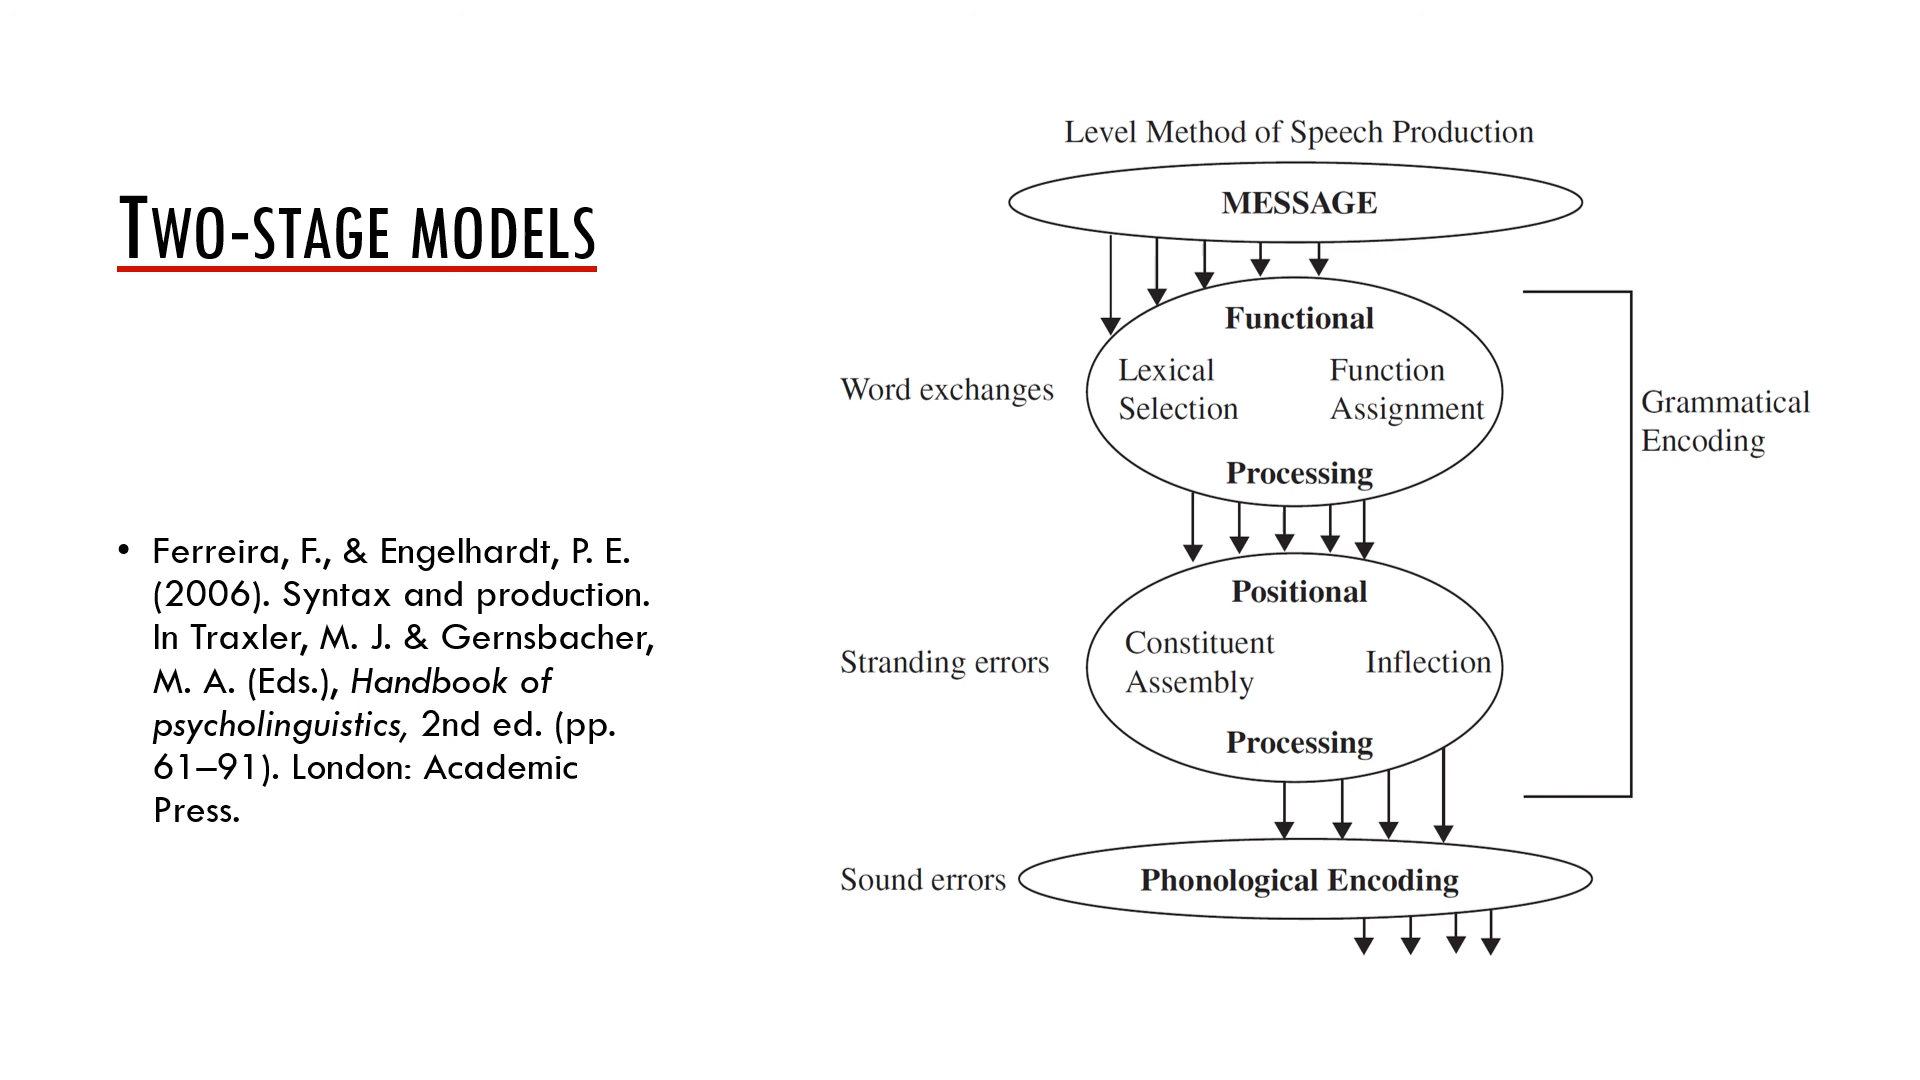 Two-stage models
• Ferreira, F., & Engelhardt, P. E.
(2006). Syntax and production.
In Traxler, M. J. & Gernsbacher,
M. A. (Eds.), Handbook of
psycholinguistics, 2nd ed. (pp.
61–91). London: Academic
Press.
Level Method of Speech Production
MESSAGE
Functional
Word exchanges
Lexical
Selection
Function
Assignment
Processing
Grammatical
Encoding
Positional
Stranding errors
Constituent
Assembly
Inflection
Processing
Sound errors
Phonological Encoding